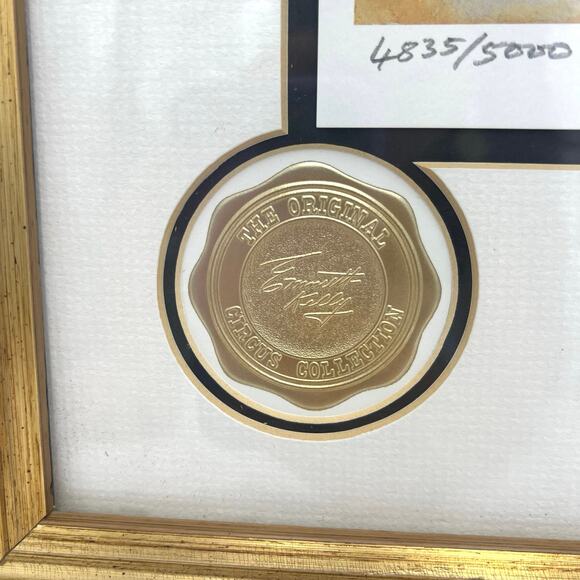 4835/5000
THE ORIGINAL
Emmett
Kelly
CIRCUS COLLECTION